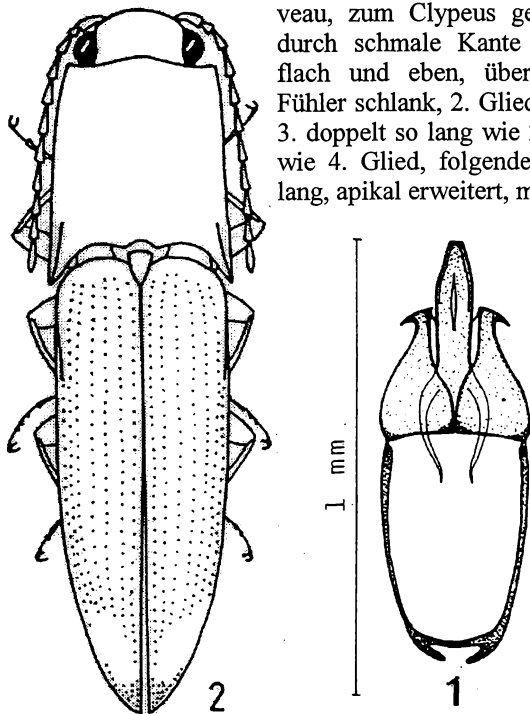 veau, zum Clypeus ge
durch schmale Kante
flach und eben, über
Fühler schlank, 2. Glied
3. doppelt so lang wie
wie 4. Glied, folgende
lang, apikal erweitert, m
1 mm
2
1